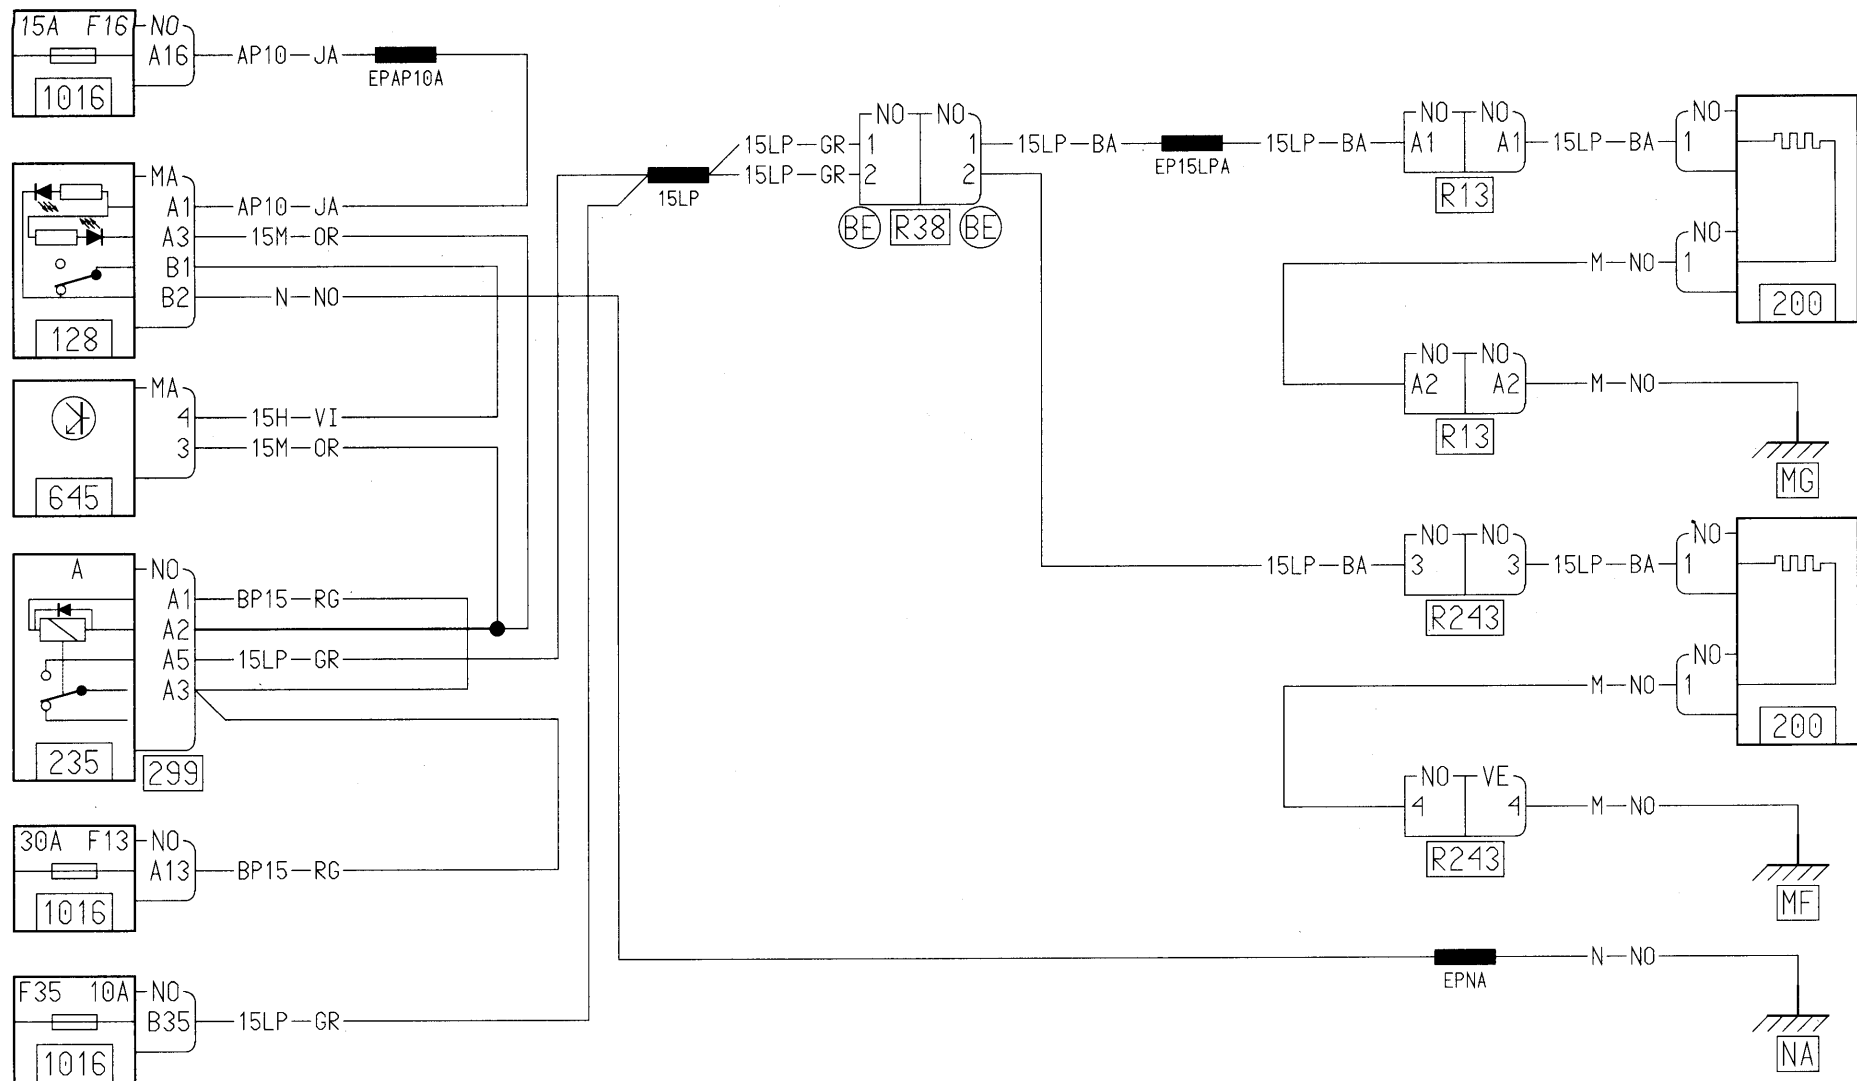 15A F16 NO
A16 AP10 JA
EPAP10A
1016
MA
A1 AP10 JA
A3 15M OR
B1
B2 N NO
128
MA
4 15H VI
3 15M OR
645
A NO
A1 BP15 RG
A2
A5 15LP GR
A3
235 299
30A F13 NO
A13 BP15 RG
1016
F35 10A NO
B35 15LP GR
1016
15LP
NO NO
15LP GR 1 1 15LP BA
15LP GR 2 2
BE R38 BE
EP15LPA
NO NO NO
15LP BA A1 A1 15LP BA 1
R13
NO
M NO 1
200
NO NO
A2 A2 M NO
R13
MG
NO NO NO
15LP BA 3 3 15LP BA 1
R243
NO
M NO 1
200
NO VE
4 4 M NO
R243
MF
N NO
EPNA
NA